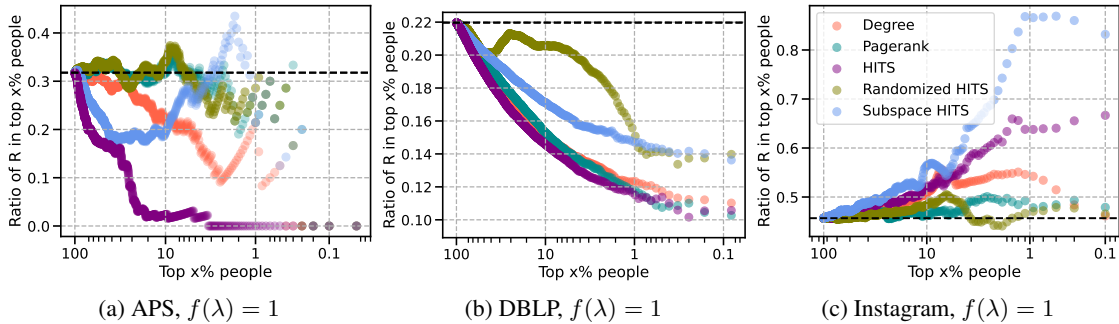 0.4
0.3
0.2
0.1
0.0
Ratio of R in top x% people
100
10
1
Top x% people
(a) APS, f(λ) = 1
0.22
0.20
0.18
0.16
0.14
0.12
0.10
Ratio of R in top x% people
100
10
1
Top x% people
(b) DBLP, f(λ) = 1
0.8
0.7
0.6
0.5
Ratio of R in top x% people
Degree
Pagerank
HITS
Randomized HITS
Subspace HITS
100
10
1
0.1
Top x% people
(c) Instagram, f(λ) = 1